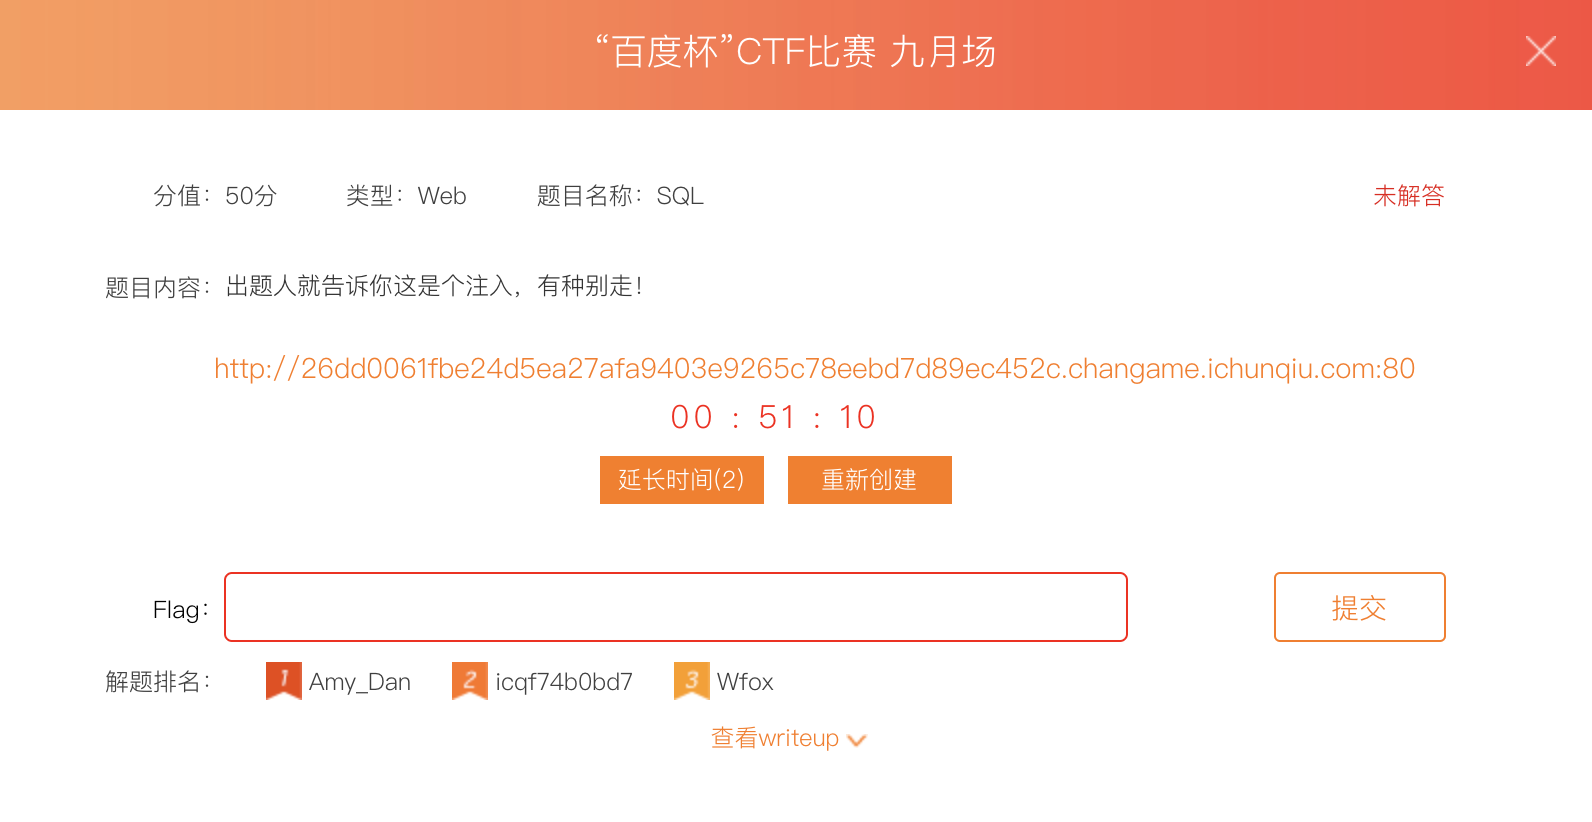 “百度杯”CTF比赛 九月场
分值：50分 类型：Web 题目名称：SQL 未解答
题目内容：出题人就告诉你这是个注入，有种别走！
http://26dd0061fbe24d5ea27afa9403e9265c78eebd7d89ec452c.changame.ichunqiu.com:80
00 : 51 : 10
延长时间(2) 重新创建
Flag： 提交
解题排名： 1 Amy_Dan 2 icqf74b0bd7 3 Wfox
查看writeup